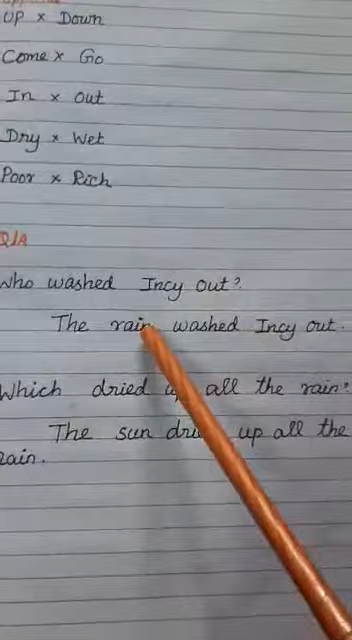 Up × Down
Come × Go
In × out
Dry × Wet
Poor × Rich
Q/A
Who washed Incy out?
The rain washed Incy out.
Which dried up all the rain?
The sun up all the
rain.